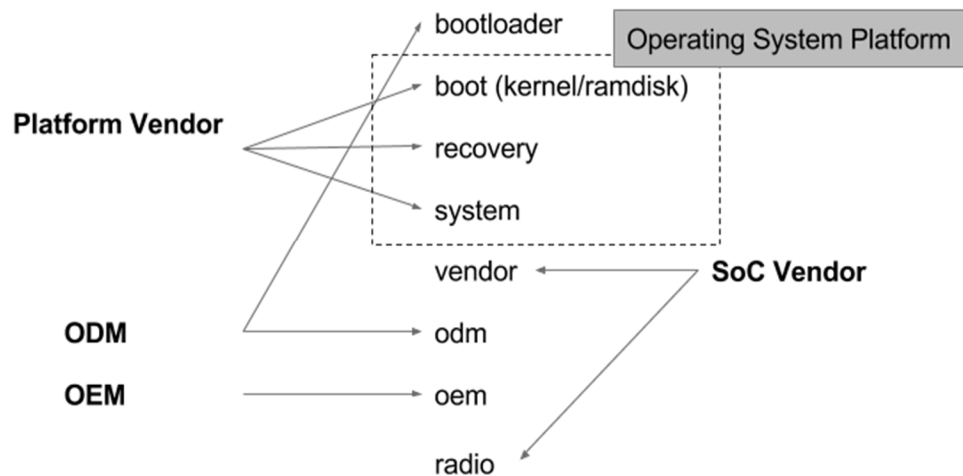 bootloader
Operating System Platform
boot (kernel/ramdisk)
Platform Vendor
recovery
system
vendor
SoC Vendor
ODM
odm
OEM
oem
radio